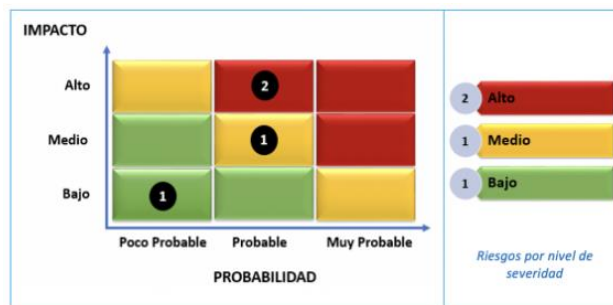 IMPACTO
Alto
2
Medio
1
Bajo
1
Poco Probable
Probable
Muy Probable
PROBABILIDAD
2 Alto
1 Medio
1 Bajo
Riesgos por nivel de
severidad